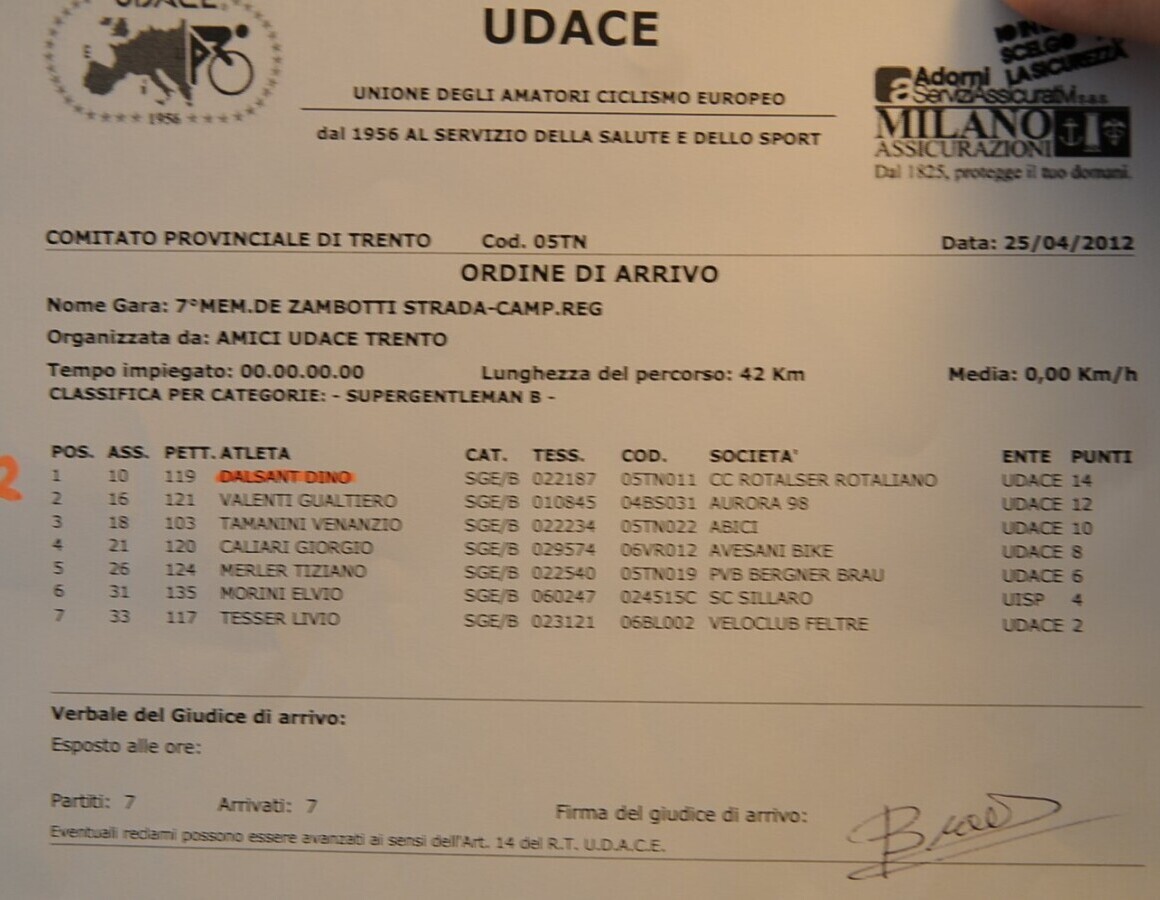 UDACE
UDACE
E
1956
UNIONE DEGLI AMATORI CICLISMO EUROPEO
dal 1956 AL SERVIZIO DELLA SALUTE E DELLO SPORT
SCELGO
LA SICUREZZA
a Adorni
ServiziAssicurativi s.a.s.
MILANO
ASSICURAZIONI
Dal 1825, protegge il tuo domani.
COMITATO PROVINCIALE DI TRENTO Cod. 05TN Data: 25/04/2012
ORDINE DI ARRIVO
Nome Gara: 7°MEM.DE ZAMBOTTI STRADA-CAMP.REG
Organizzata da: AMICI UDACE TRENTO
Tempo impiegato: 00.00.00.00 Lunghezza del percorso: 42 Km Media: 0,00 Km/h
CLASSIFICA PER CATEGORIE: - SUPERGENTLEMAN B -
POS. ASS. PETT. ATLETA CAT. TESS. COD. SOCIETA' ENTE PUNTI
1 10 119 DALSANT DINO SGE/B 022187 05TN011 CC ROTALSER ROTALIANO UDACE 14
2 16 121 VALENTI GUALTIERO SGE/B 010845 04BS031 AURORA 98 UDACE 12
3 18 103 TAMANINI VENANZIO SGE/B 022234 05TN022 ABICI UDACE 10
4 21 120 CALIARI GIORGIO SGE/B 029574 06VR012 AVESANI BIKE UDACE 8
5 26 124 MERLER TIZIANO SGE/B 022540 05TN019 PVB BERGNER BRAU UDACE 6
6 31 135 MORINI ELVIO SGE/B 060247 024515C SC SILLARO UISP 4
7 33 117 TESSER LIVIO SGE/B 023121 06BL002 VELOCLUB FELTRE UDACE 2
2
Verbale del Giudice di arrivo:
Esposto alle ore:
Partiti: 7 Arrivati: 7 Firma del giudice di arrivo:
Eventuali reclami possono essere avanzati ai sensi dell'Art. 14 del R.T. U.D.A.C.E.